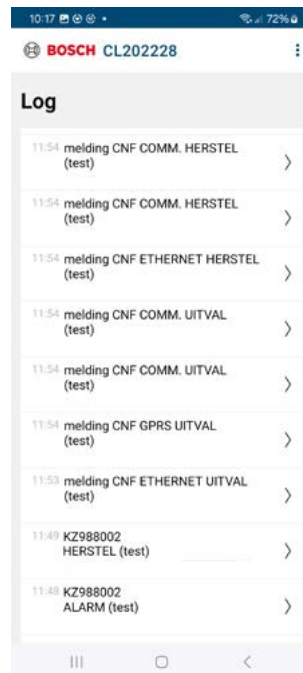 10:17
72%
BOSCH CL202228
Log
11:54 melding CNF COMM. HERSTEL
(test)
11:54 melding CNF COMM. HERSTEL
(test)
11:54 melding CNF ETHERNET HERSTEL
(test)
11:54 melding CNF COMM. UITVAL
(test)
11:54 melding CNF COMM. UITVAL
(test)
11:54 melding CNF GPRS UITVAL
(test)
11:53 melding CNF ETHERNET UITVAL
(test)
11:49 KZ988002
HERSTEL (test)
11:48 KZ988002
ALARM (test)